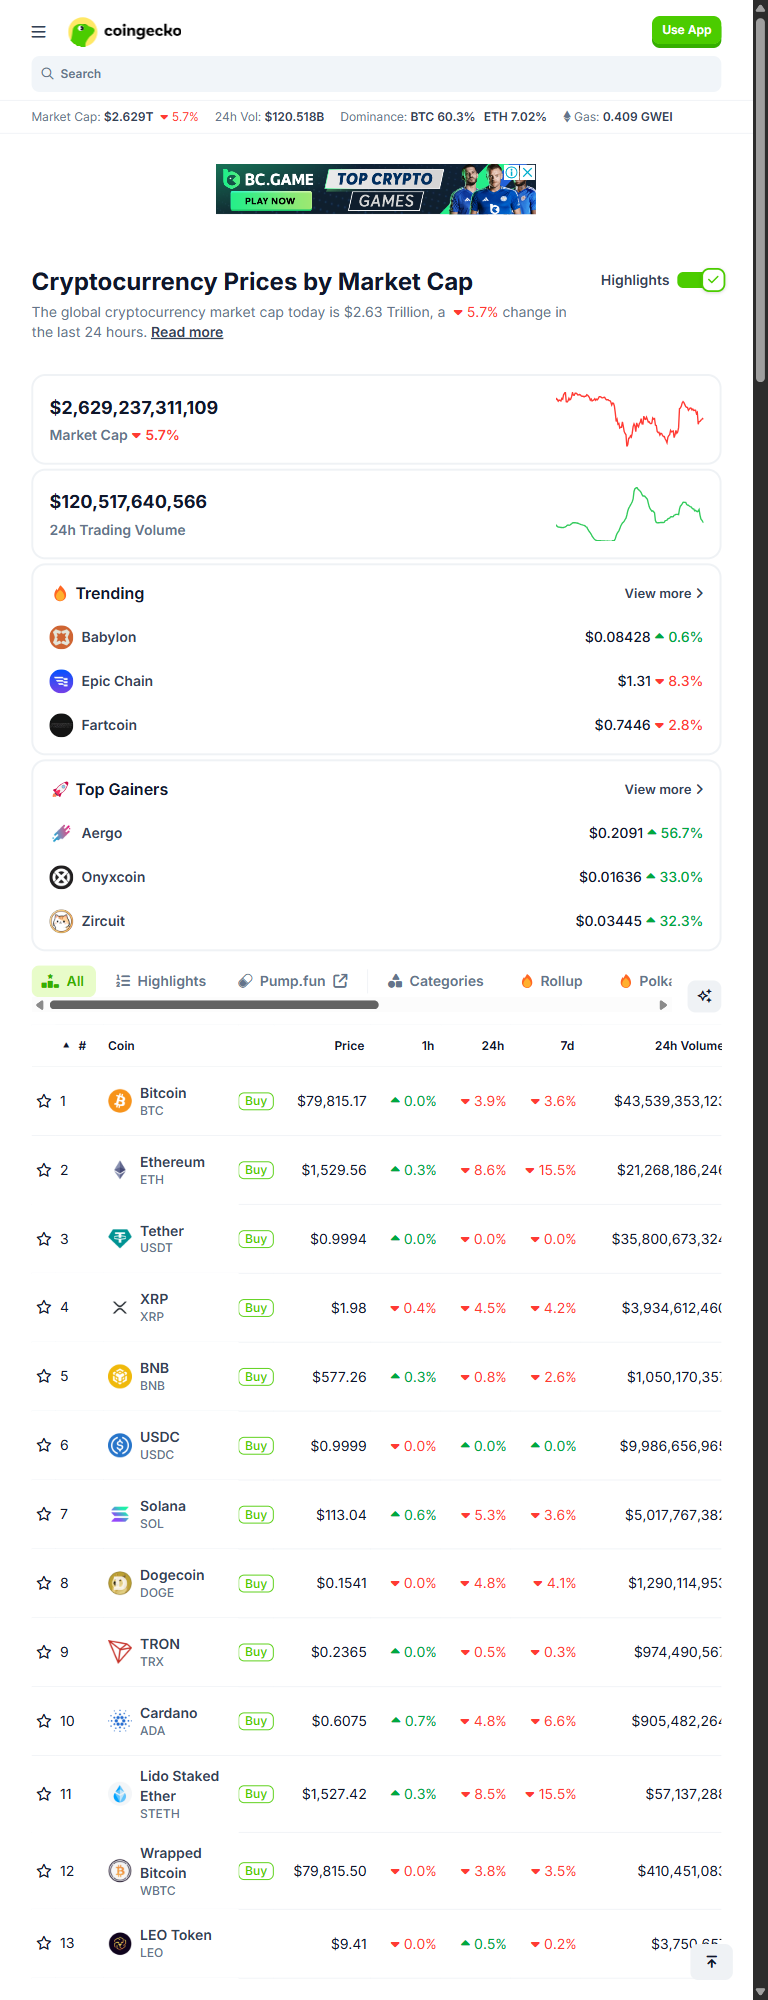 coingecko
Use App
Search
Market Cap: $2.629T 5.7% 24h Vol: $120.518B Dominance: BTC 60.3% ETH 7.02% Gas: 0.409 GWEI
BC.GAME TOP CRYPTO
PLAY NOW GAMES
Cryptocurrency Prices by Market Cap
Highlights
The global cryptocurrency market cap today is $2.63 Trillion, a 5.7% change in
the last 24 hours. Read more
$2,629,237,311,109
Market Cap 5.7%
$120,517,640,566
24h Trading Volume
Trending View more
Babylon $0.08428 0.6%
Epic Chain $1.31 8.3%
Fartcoin $0.7446 2.8%
Top Gainers View more
Aergo $0.2091 56.7%
Onyxcoin $0.01636 33.0%
Zircuit $0.03445 32.3%
All Highlights Pump.fun Categories Rollup Polka
# Coin Price 1h 24h 7d 24h Volume
1 Bitcoin BTC Buy $79,815.17 0.0% 3.9% 3.6% $43,539,353,123
2 Ethereum ETH Buy $1,529.56 0.3% 8.6% 15.5% $21,268,186,246
3 Tether USDT Buy $0.9994 0.0% 0.0% 0.0% $35,800,673,324
4 XRP XRP Buy $1.98 0.4% 4.5% 4.2% $3,934,612,460
5 BNB BNB Buy $577.26 0.3% 0.8% 2.6% $1,050,170,357
6 USDC USDC Buy $0.9999 0.0% 0.0% 0.0% $9,986,656,965
7 Solana SOL Buy $113.04 0.6% 5.3% 3.6% $5,017,767,382
8 Dogecoin DOGE Buy $0.1541 0.0% 4.8% 4.1% $1,290,114,953
9 TRON TRX Buy $0.2365 0.0% 0.5% 0.3% $974,490,567
10 Cardano ADA Buy $0.6075 0.7% 4.8% 6.6% $905,482,264
11 Lido Staked Ether STETH Buy $1,527.42 0.3% 8.5% 15.5% $57,137,288
12 Wrapped Bitcoin WBTC Buy $79,815.50 0.0% 3.8% 3.5% $410,451,083
13 LEO Token LEO $9.41 0.0% 0.5% 0.2%